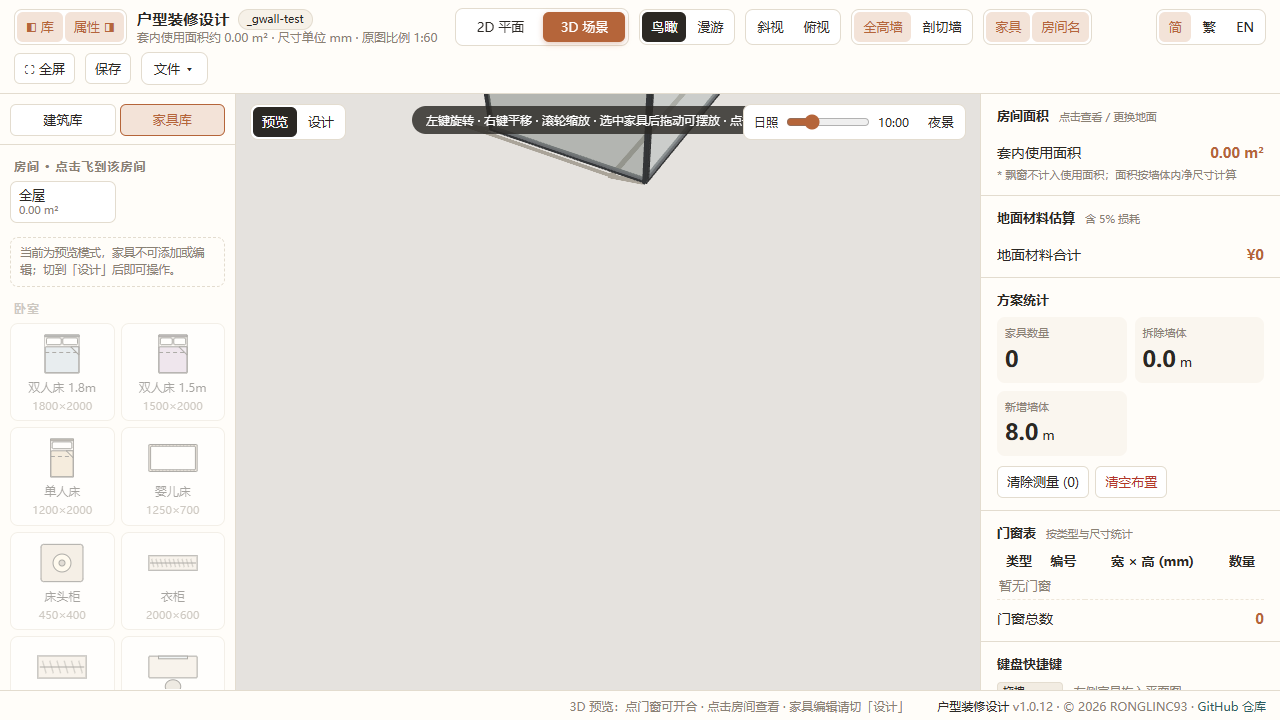 ◧ 库 属性 ◨
户型装修设计 _gwall-test
套内使用面积约 0.00 m² · 尺寸单位 mm · 原图比例 1:60
2D 平面 3D 场景
鸟瞰 漫游
斜视 俯视
全高墙 剖切墙
家具 房间名
简 繁 EN
全屏 保存 文件
建筑库 家具库
房间 · 点击飞到该房间
全屋
0.00 m²
当前为预览模式，家具不可添加或编
辑；切到「设计」后即可操作。
卧室
双人床 1.8m
1800×2000
双人床 1.5m
1500×2000
单人床
1200×2000
婴儿床
1250×700
床头柜
450×400
衣柜
2000×600
预览 设计
左键旋转 · 右键平移 · 滚轮缩放 · 选中家具后拖动可摆放 · 点
日照 10:00 夜景
房间面积 点击查看 / 更换地面
套内使用面积 0.00 m²
* 飘窗不计入使用面积；面积按墙体内净尺寸计算
地面材料估算 含 5% 损耗
地面材料合计 ¥0
方案统计
家具数量
0
拆除墙体
0.0 m
新增墙体
8.0 m
清除测量 (0) 清空布置
门窗表 按类型与尺寸统计
类型 编号 宽 × 高 (mm) 数量
暂无门窗
门窗总数 0
键盘快捷键
3D 预览：点门窗可开合 · 点击房间查看 · 家具编辑请切「设计」
户型装修设计 v1.0.12 · © 2026 RONGLINC93 · GitHub 仓库